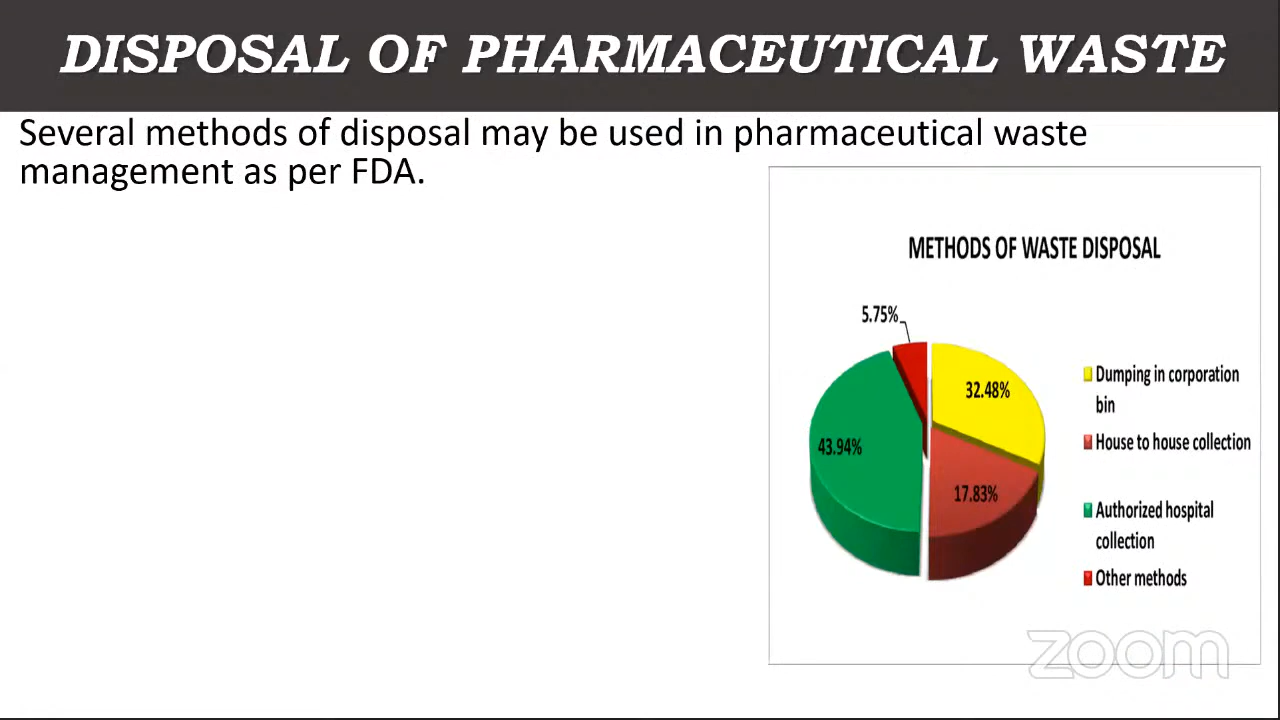 DISPOSAL OF PHARMACEUTICAL WASTE
Several methods of disposal may be used in pharmaceutical waste
management as per FDA.
METHODS OF WASTE DISPOSAL
5.75%
32.48%
43.94%
17.83%
Dumping in corporation
bin
House to house collection
Authorized hospital
collection
Other methods
zoom